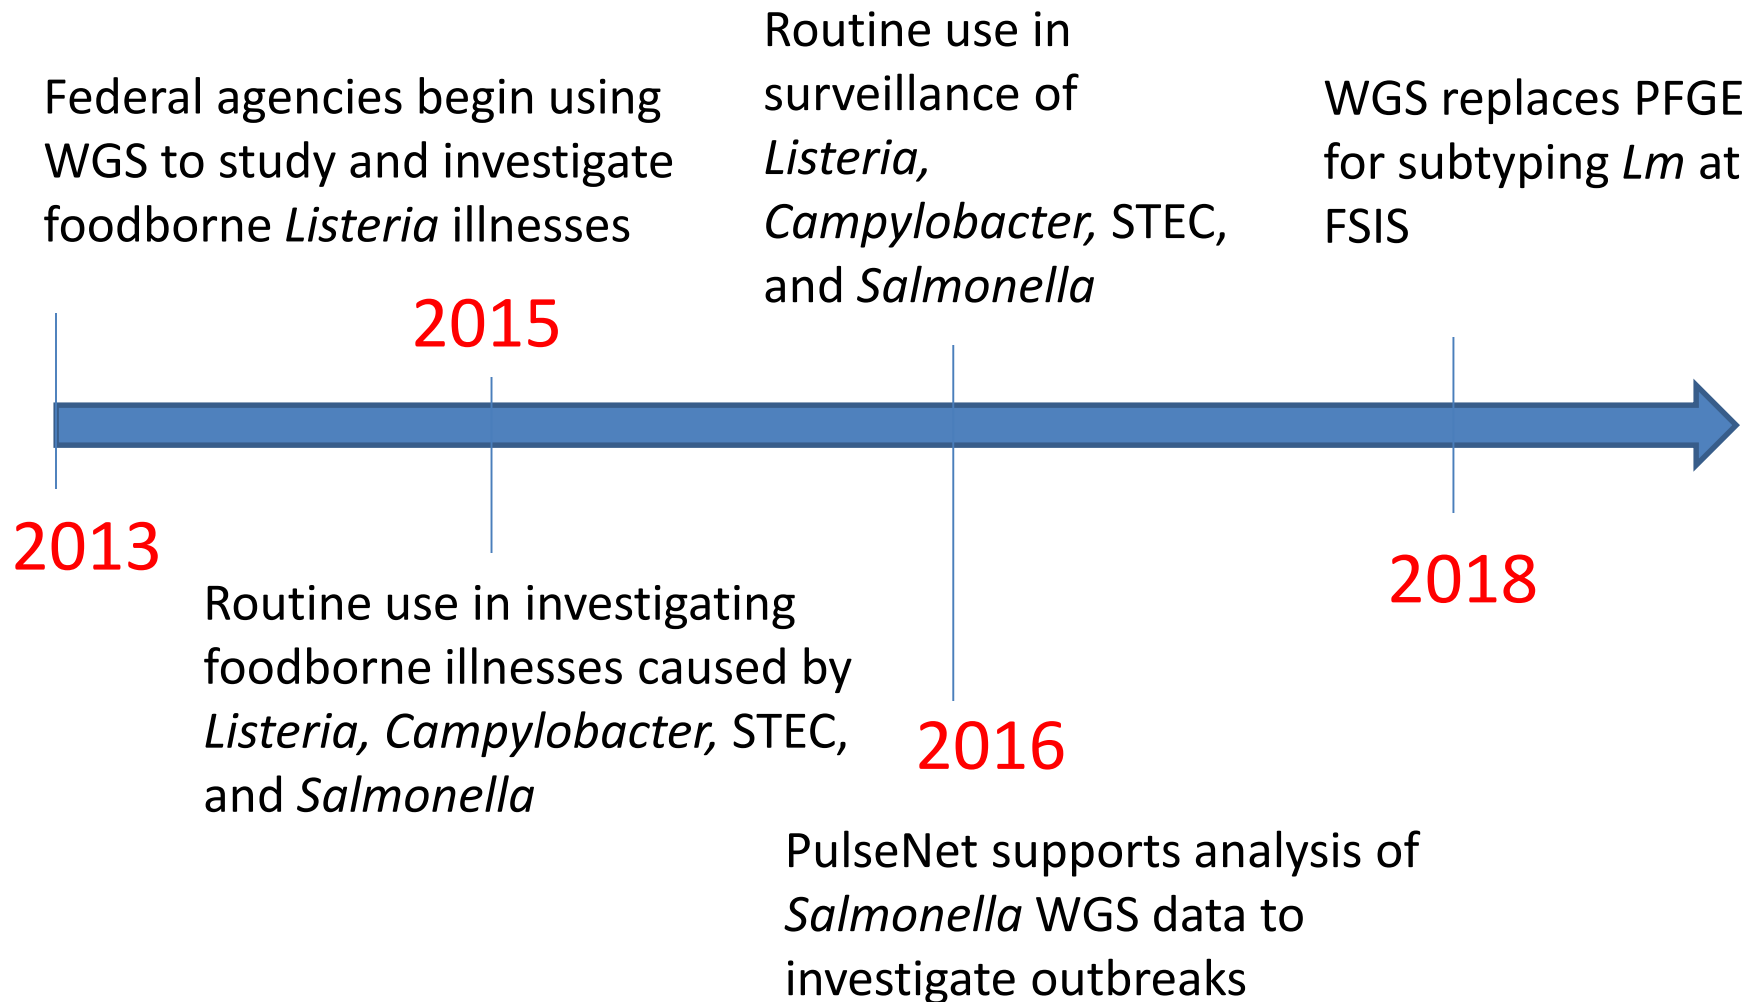 Federal agencies begin using
WGS to study and investigate
foodborne Listeria illnesses
2013
2015
Routine use in investigating
foodborne illnesses caused by
Listeria, Campylobacter, STEC,
and Salmonella
Routine use in
surveillance of
Listeria,
Campylobacter, STEC,
and Salmonella
2016
PulseNet supports analysis of
Salmonella WGS data to
investigate outbreaks
WGS replaces PFGE
for subtyping Lm at
FSIS
2018